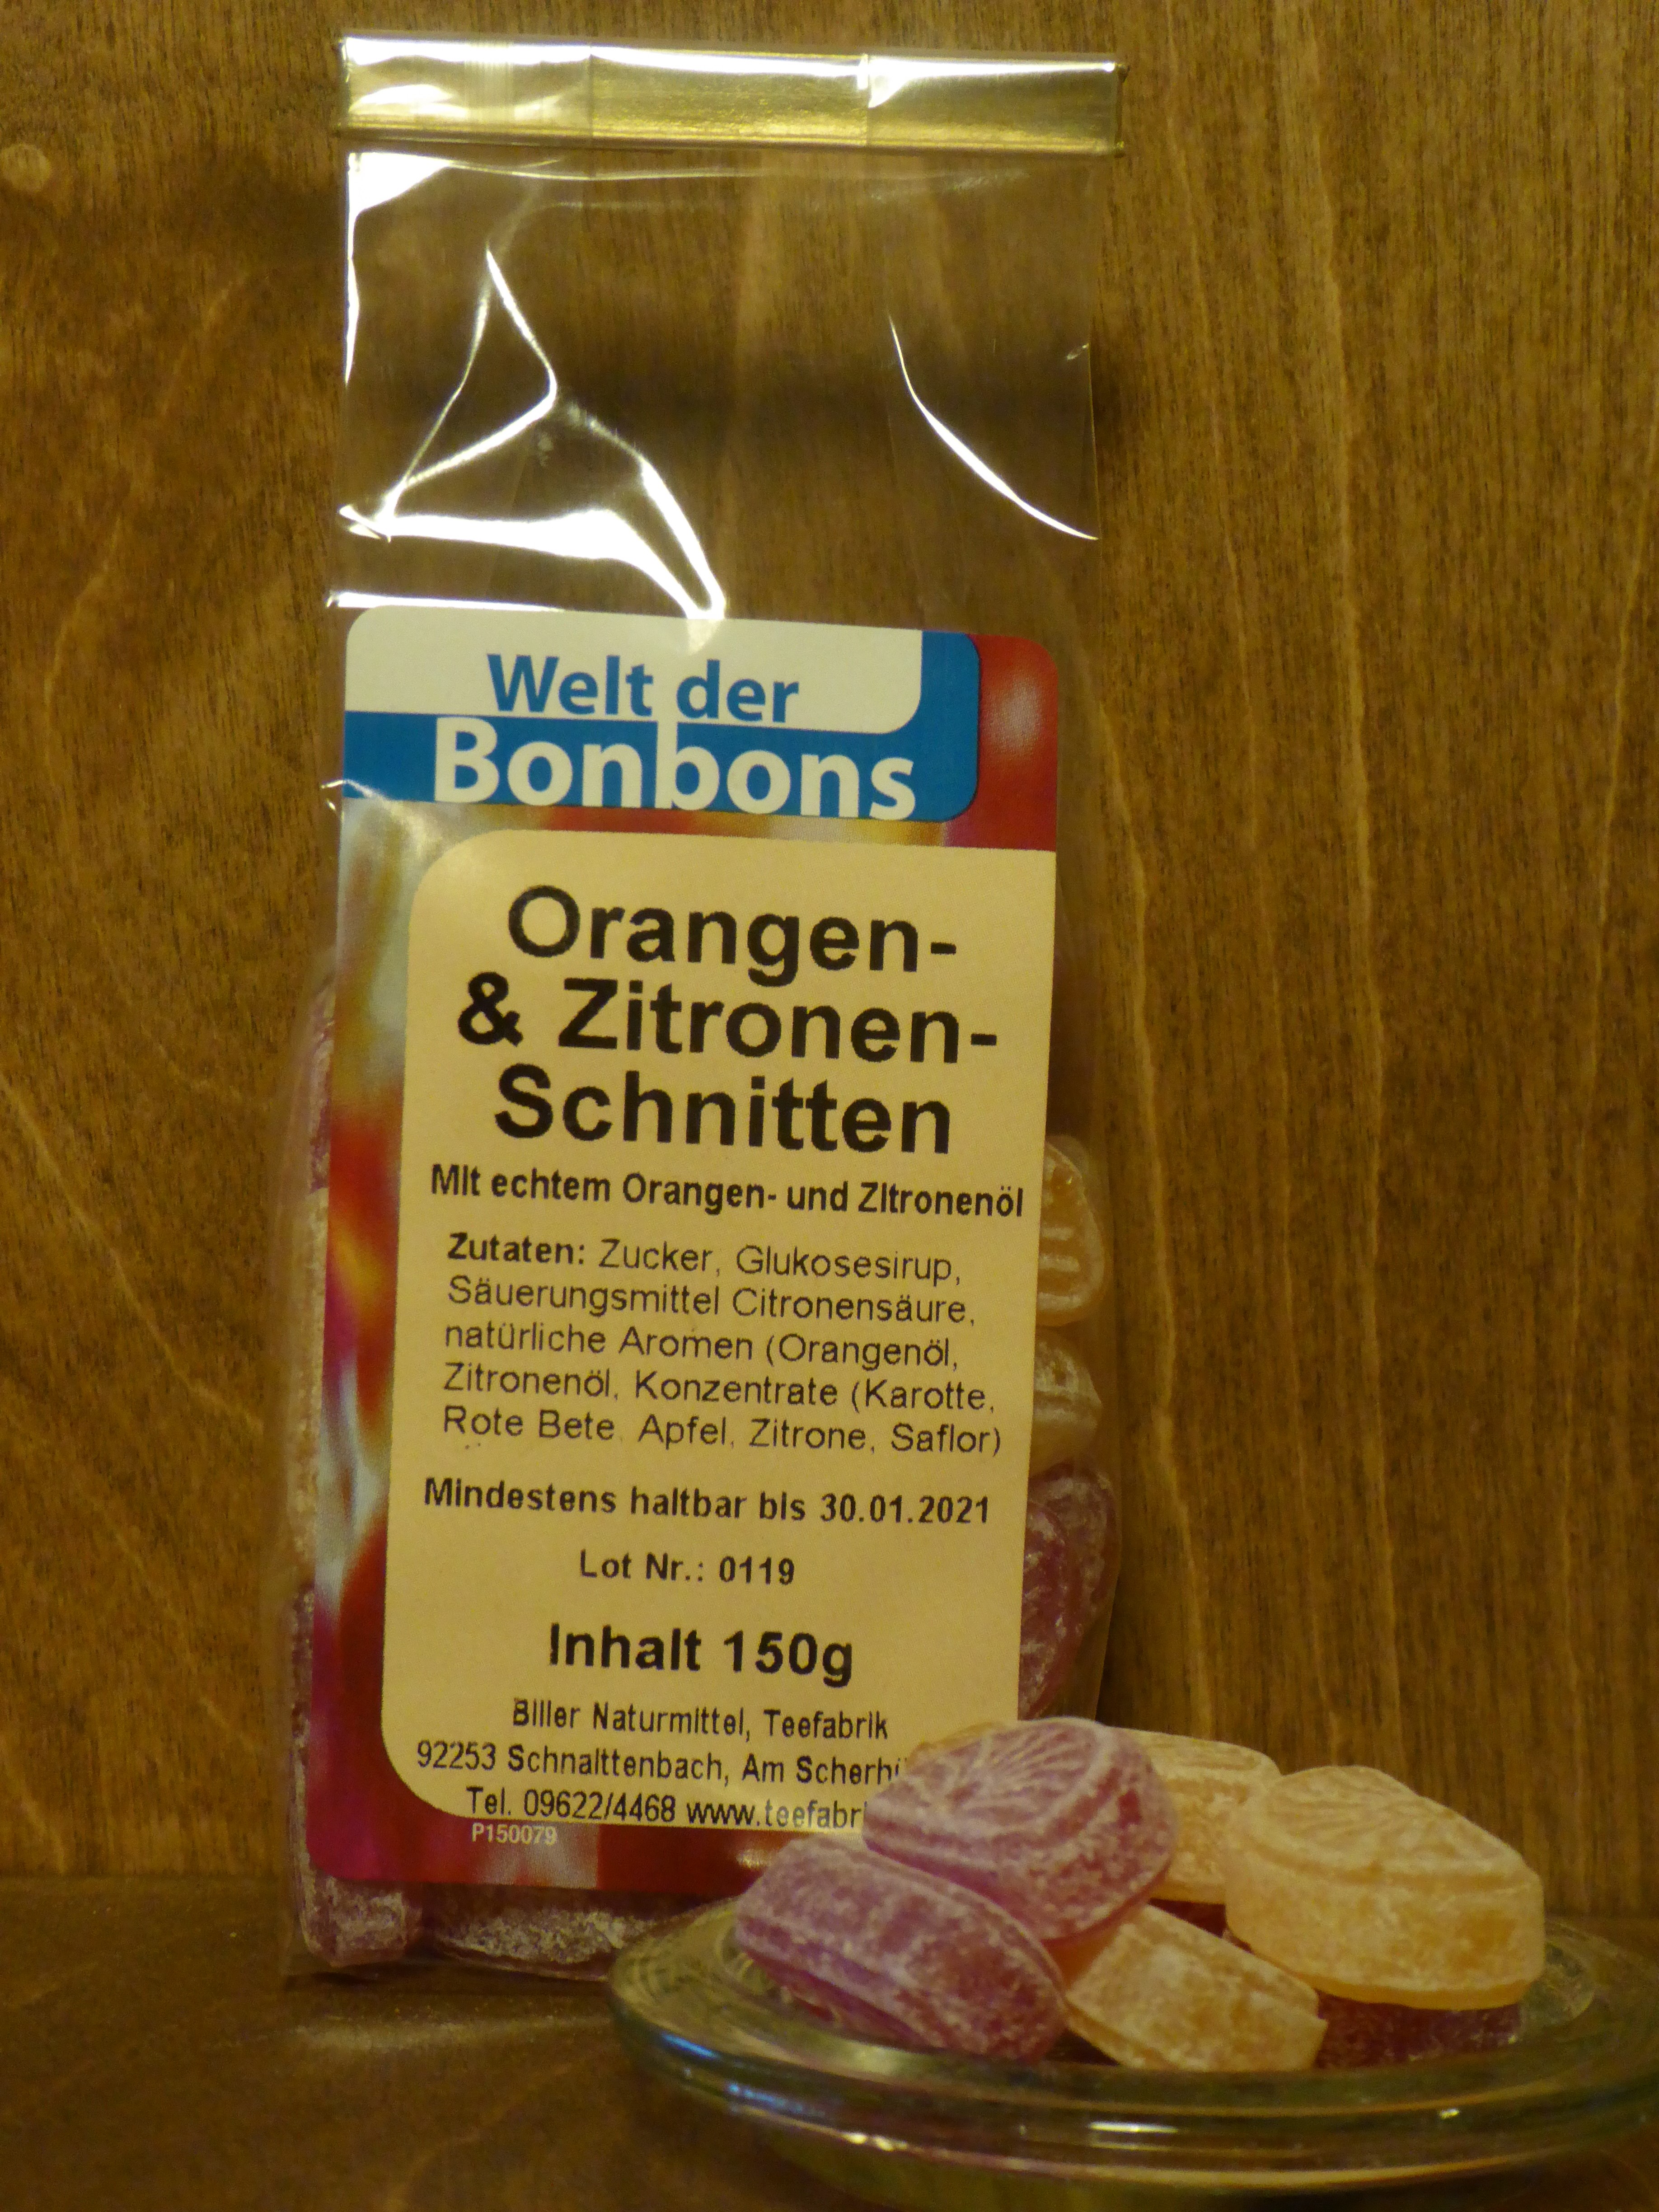 Welt der
Bonbons
Orangen-
& Zitronen-
Schnitten
Mit echtem Orangen- und Zitronenöl
Zutaten: Zucker, Glukosesirup,
Säuerungsmittel Citronensäure,
natürliche Aromen (Orangenöl,
Zitronenöl, Konzentrate (Karotte,
Rote Bete, Apfel, Zitrone, Saflor)
Mindestens haltbar bis 30.01.2021
Lot Nr.: 0119
Inhalt 150g
Biller Naturmittel, Teefabrik
92253 Schnaittenbach, Am
Tel. 09622/4468
P150079